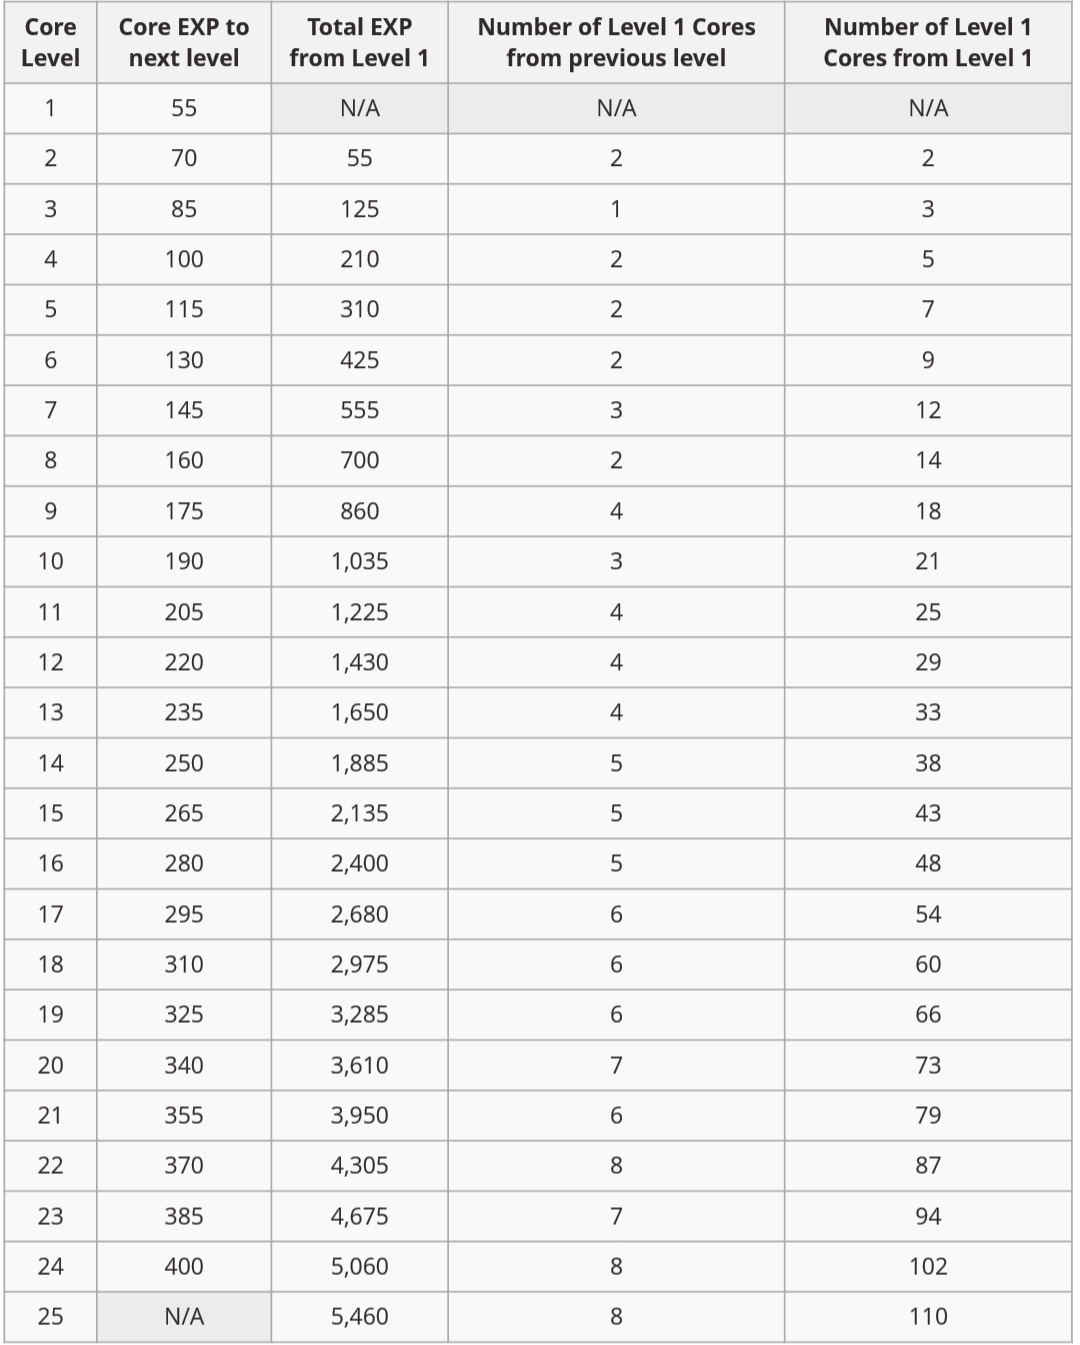 Core Level | Core EXP to next level | Total EXP from Level 1 | Number of Level 1 Cores from previous level | Number of Level 1 Cores from Level 1
1 | 55 | N/A | N/A | N/A
2 | 70 | 55 | 2 | 2
3 | 85 | 125 | 1 | 3
4 | 100 | 210 | 2 | 5
5 | 115 | 310 | 2 | 7
6 | 130 | 425 | 2 | 9
7 | 145 | 555 | 3 | 12
8 | 160 | 700 | 2 | 14
9 | 175 | 860 | 4 | 18
10 | 190 | 1,035 | 3 | 21
11 | 205 | 1,225 | 4 | 25
12 | 220 | 1,430 | 4 | 29
13 | 235 | 1,650 | 4 | 33
14 | 250 | 1,885 | 5 | 38
15 | 265 | 2,135 | 5 | 43
16 | 280 | 2,400 | 5 | 48
17 | 295 | 2,680 | 6 | 54
18 | 310 | 2,975 | 6 | 60
19 | 325 | 3,285 | 6 | 66
20 | 340 | 3,610 | 7 | 73
21 | 355 | 3,950 | 6 | 79
22 | 370 | 4,305 | 8 | 87
23 | 385 | 4,675 | 7 | 94
24 | 400 | 5,060 | 8 | 102
25 | N/A | 5,460 | 8 | 110